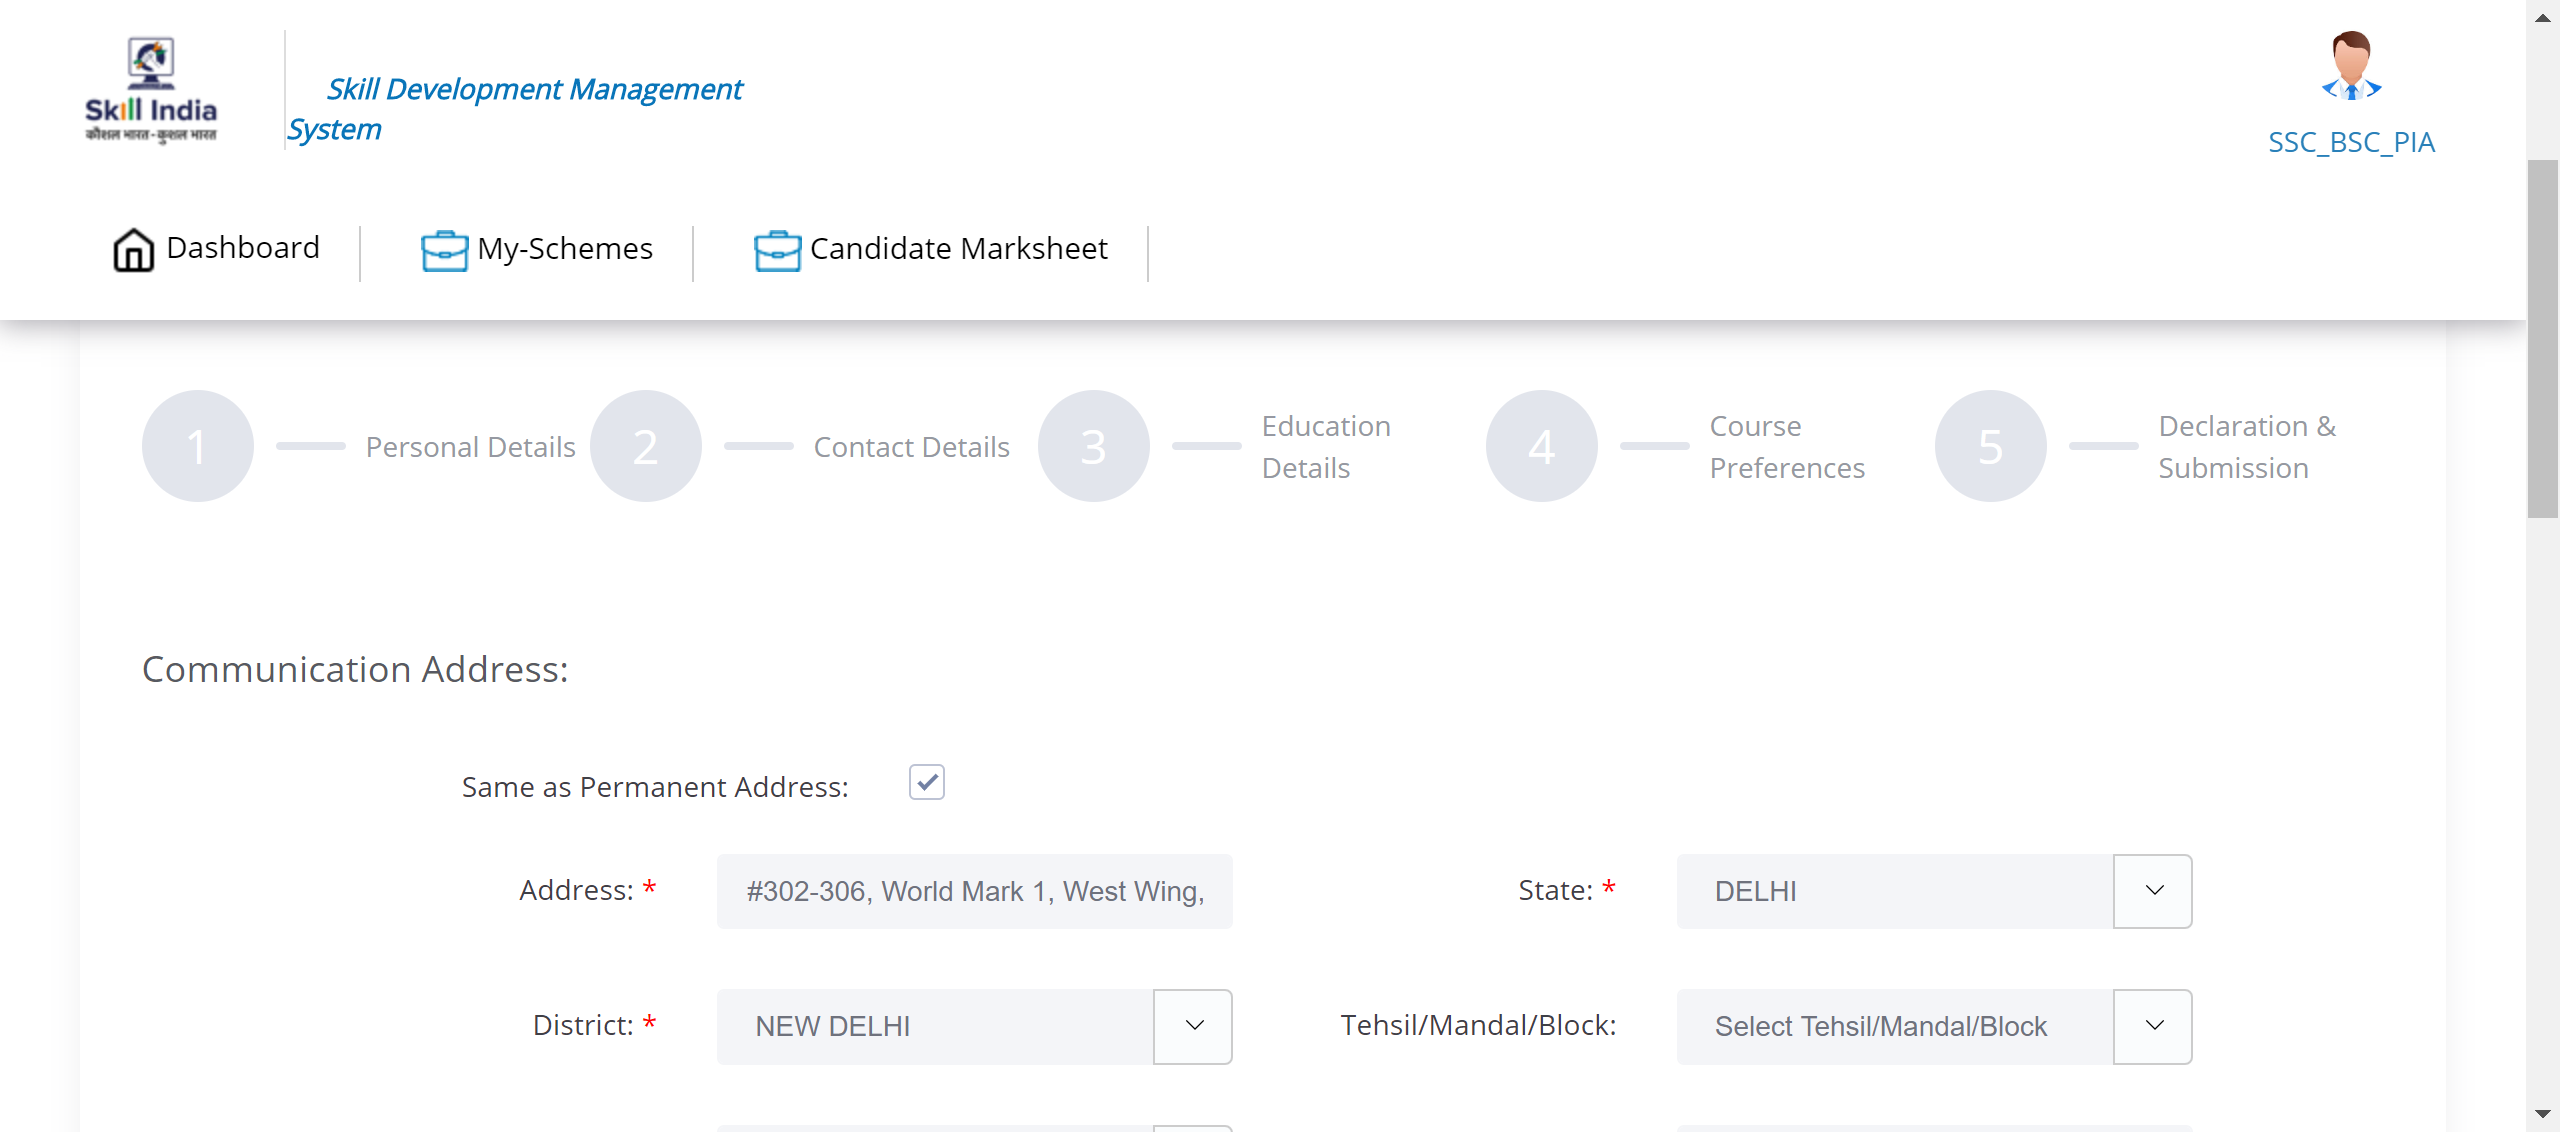 Skill India
कौशल भारत-कुशल भारत
Skill Development Management
System
SSC_BSC_PIA
Dashboard
My-Schemes
Candidate Marksheet
1
Personal Details
2
Contact Details
3
Education
Details
4
Course
Preferences
5
Declaration &
Submission
Communication Address:
Same as Permanent Address:
Address: *
#302-306, World Mark 1, West Wing,
State: *
DELHI
District: *
NEW DELHI
Tehsil/Mandal/Block:
Select Tehsil/Mandal/Block